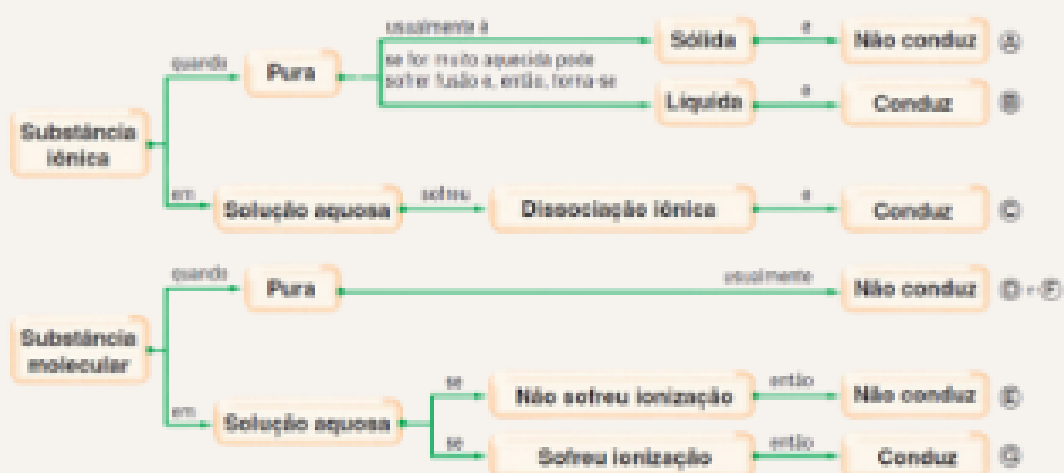 usualmente é
Sólida
e
Não conduz
A
quando
Pura
se for muito aquecida pode
sofrer fusão e, então, torna-se
Líquida
e
Conduz
B
Substância
iônica
em
Solução aquosa
sofreu
Dissociação iônica
e
Conduz
C
quando
Pura
usualmente
Não conduz
D e F
Substância
molecular
se
Não sofreu ionização
então
Não conduz
E
em
Solução aquosa
se
Sofreu ionização
então
Conduz
G